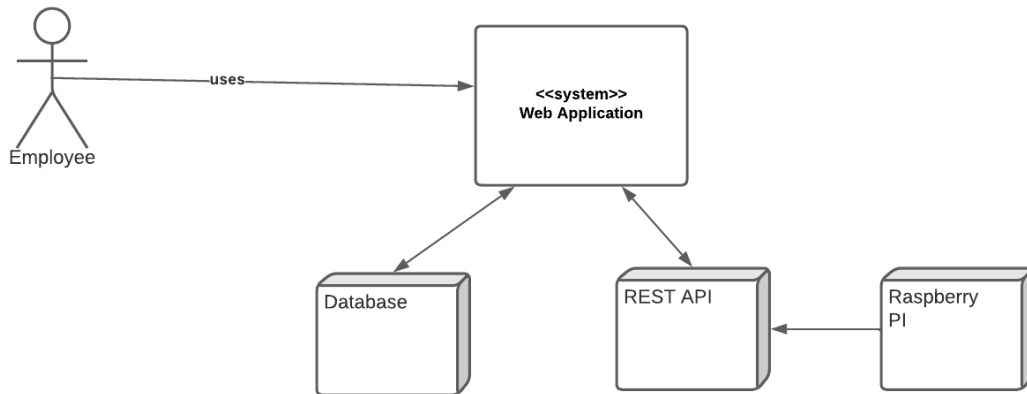 uses
<<system>>
Web Application
Employee
Database
REST API
Raspberry
PI